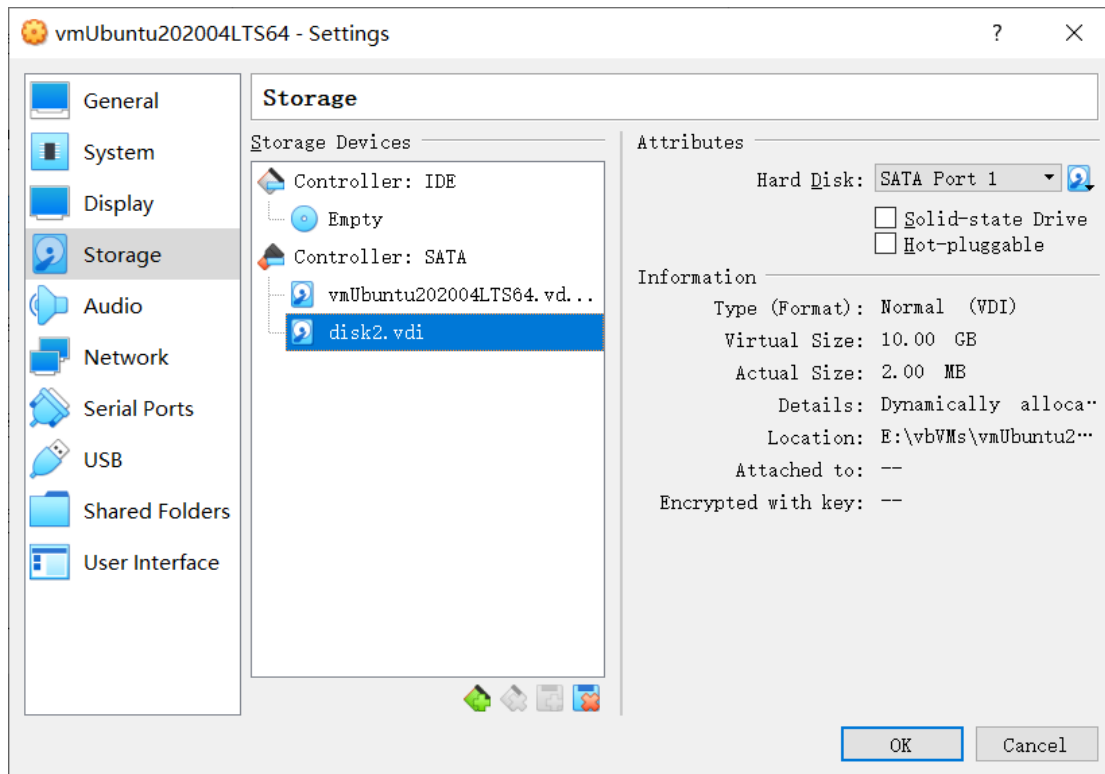 vmUbuntu202004LTS64 - Settings
?
General
System
Display
Storage
Audio
Network
Serial Ports
USB
Shared Folders
User Interface
Storage
Storage Devices
Controller: IDE
Empty
Controller: SATA
vmUbuntu202004LTS64.vd...
disk2.vdi
Attributes
Hard Disk: SATA Port 1
Solid-state Drive
Hot-pluggable
Information
Type (Format): Normal (VDI)
Virtual Size: 10.00 GB
Actual Size: 2.00 MB
Details: Dynamically alloca…
Location: E:\vbVMs\vmUbuntu2…
Attached to: --
Encrypted with key: --
OK
Cancel